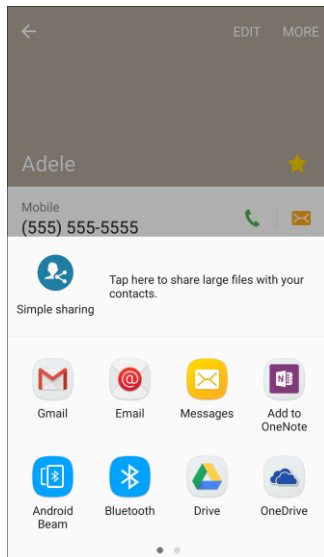 EDIT MORE
Adele
Mobile
(555) 555-5555
Tap here to share large files with your
contacts.
Simple sharing
Gmail
Email
Messages
Add to
OneNote
Android
Beam
Bluetooth
Drive
OneDrive